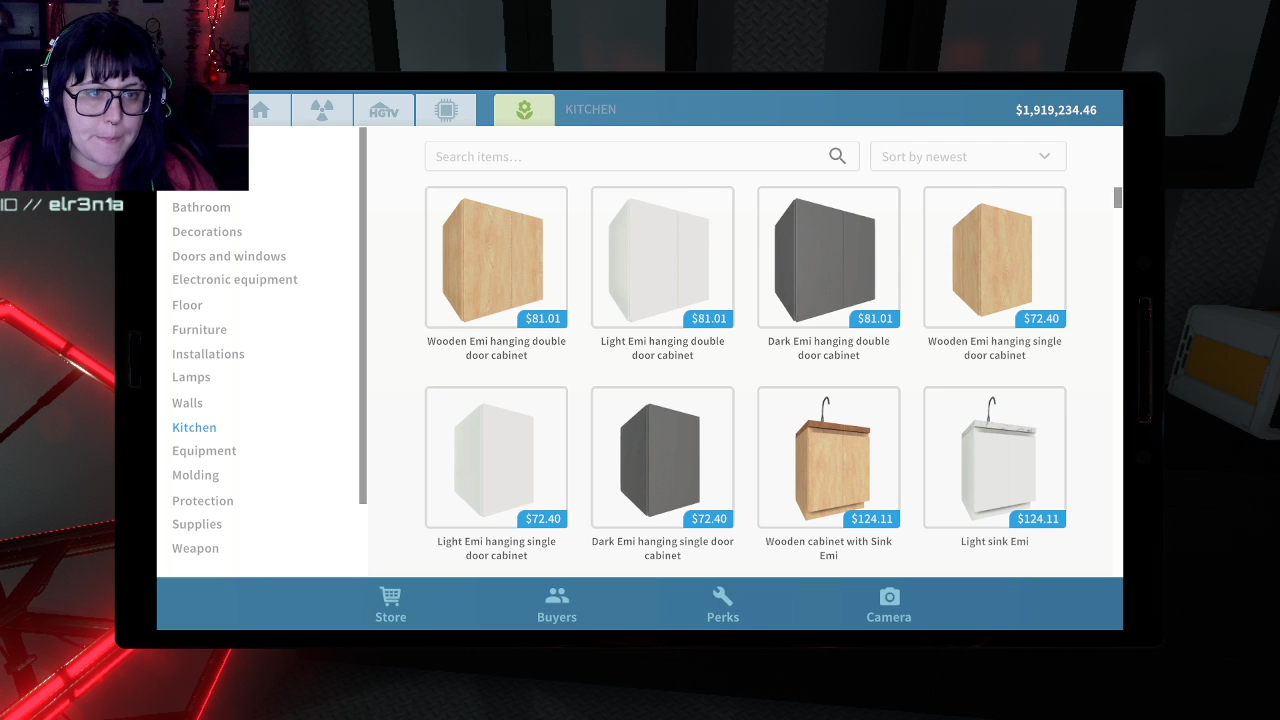 HGTV
KITCHEN
$1,919,234.46
Search items...
Sort by newest
ID // elr3n1a
Bathroom
Decorations
Doors and windows
Electronic equipment
Floor
Furniture
Installations
Lamps
Walls
Kitchen
Equipment
Molding
Protection
Supplies
Weapon
$81.01
$81.01
$81.01
$72.40
Wooden Emi hanging double
door cabinet
Light Emi hanging double
door cabinet
Dark Emi hanging double
door cabinet
Wooden Emi hanging single
door cabinet
$72.40
$72.40
$124.11
$124.11
Light Emi hanging single
door cabinet
Dark Emi hanging single door
cabinet
Wooden cabinet with Sink
Emi
Light sink Emi
Store
Buyers
Perks
Camera